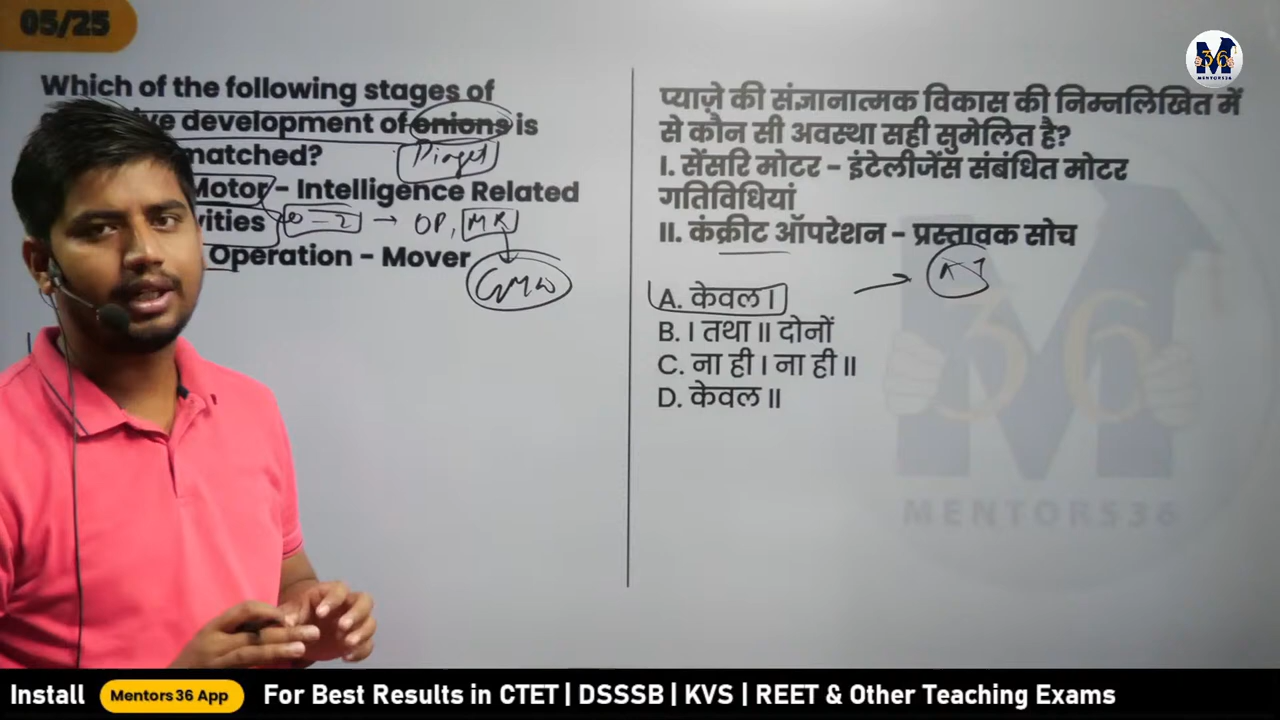 05/25
M
36
MENTORS36
Which of the following stages of
ve development of onions is
matched?
Piaget
Motor - Intelligence Related
vities 0-2 → OP, MR
Operation - Mover
प्याज़े की संज्ञानात्मक विकास की निम्नलिखित में
से कौन सी अवस्था सही सुमेलित है?
I. सेंसरि मोटर - इंटेलीजेंस संबंधित मोटर
गतिविधियां
II. कंक्रीट ऑपरेशन - प्रस्तावक सोच
A. केवल I
B. I तथा II दोनों
C. ना ही I ना ही II
D. केवल II
36
MENTORS36
Install Mentors36 App For Best Results in CTET | DSSSB | KVS | REET & Other Teaching Exams